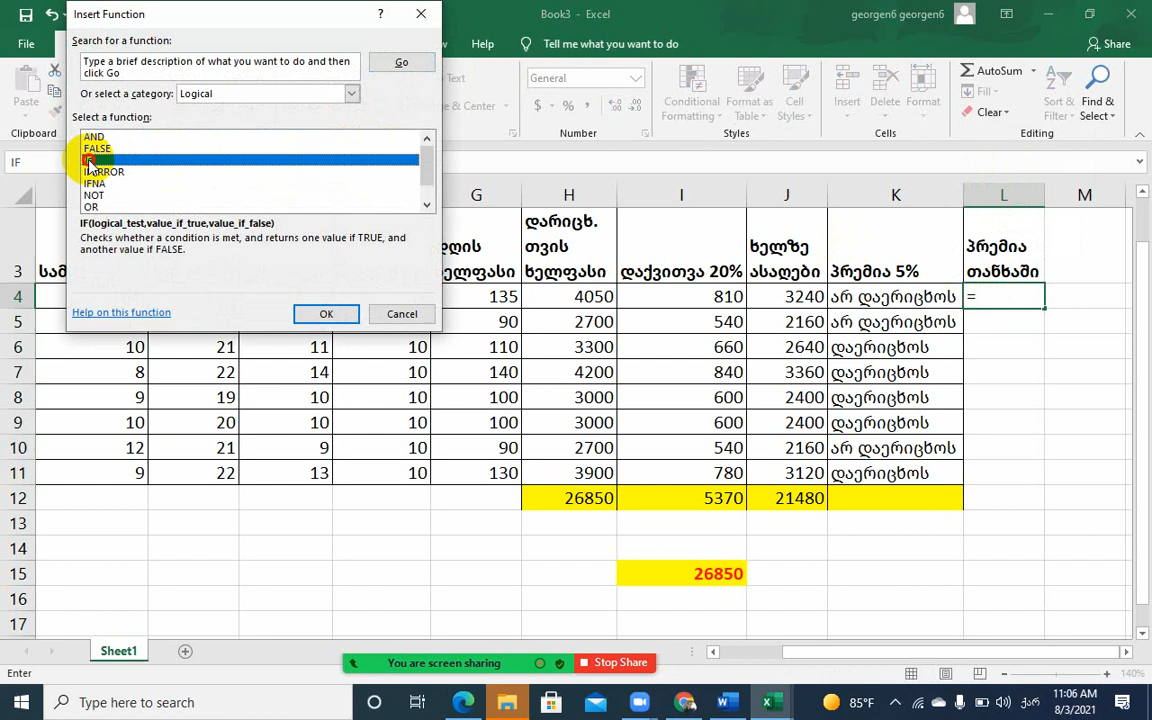 Insert Function
?
Book3 - Excel
georgen6 georgen6
Search for a function:
Type a brief description of what you want to do and then
click Go
Go
Or select a category: Logical
Select a function:
AND
FALSE
IFERROR
IFNA
NOT
OR
IF(logical_test,value_if_true,value_if_false)
Checks whether a condition is met, and returns one value if TRUE, and
another value if FALSE.
Help on this function
OK
Cancel
File
Help
Tell me what you want to do
Share
Paste
Clipboard
Text
& Center
General
$ % ,
Number
Conditional
Formatting
Format as
Table
Cell
Styles
Styles
Insert
Delete
Format
Cells
AutoSum
Fill
Clear
Sort &
Filter
Find &
Select
Editing
IF
G H I J K L M
3
დარიცხ.
თვის
ხელფასი
დაქვითვა 20%
ხელზე
ასაღები
პრემია 5%
პრემია
თანხაში
4 135 4050 810 3240 არ დაერიცხოს =
5 90 2700 540 2160 არ დაერიცხოს
6 10 21 11 10 110 3300 660 2640 დაერიცხოს
7 8 22 14 10 140 4200 840 3360 დაერიცხოს
8 9 19 10 10 100 3000 600 2400 დაერიცხოს
9 10 20 10 10 100 3000 600 2400 დაერიცხოს
10 12 21 9 10 90 2700 540 2160 არ დაერიცხოს
11 9 22 13 10 130 3900 780 3120 დაერიცხოს
12 26850 5370 21480
13
14
15 26850
16
17
Sheet1
You are screen sharing
Stop Share
Enter
140%
Type here to search
85°F
ქარ
11:06 AM
8/3/2021